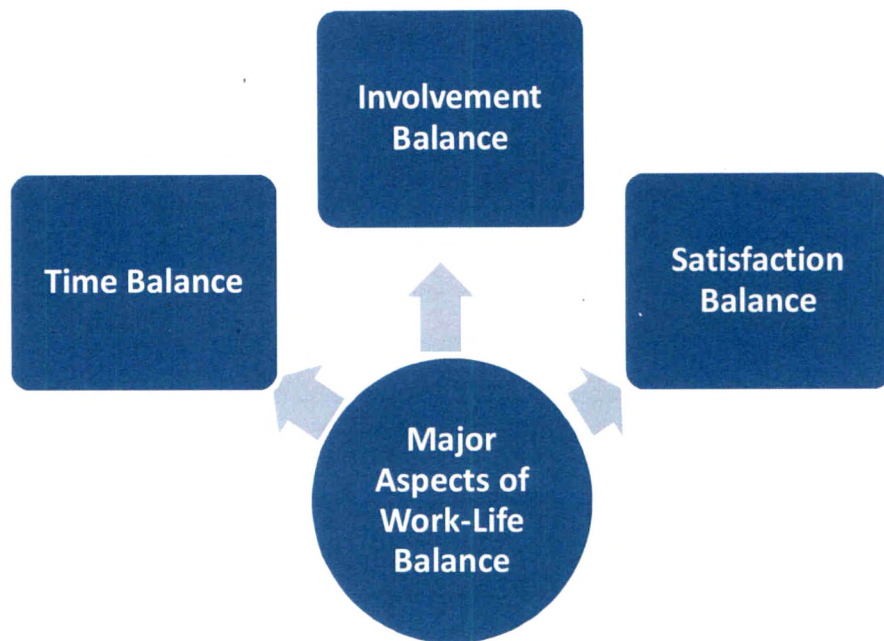 Involvement
Balance
Time Balance
Satisfaction
Balance
Major
Aspects of
Work-Life
Balance